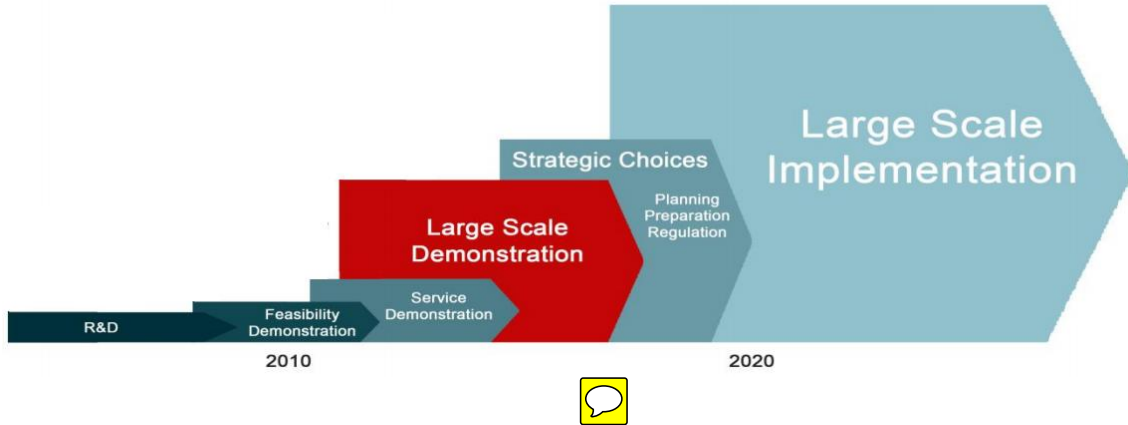 R&D
Feasibility
Demonstration
Service
Demonstration
Large Scale
Demonstration
Strategic Choices
Planning
Preparation
Regulation
Large Scale
Implementation
2010
2020